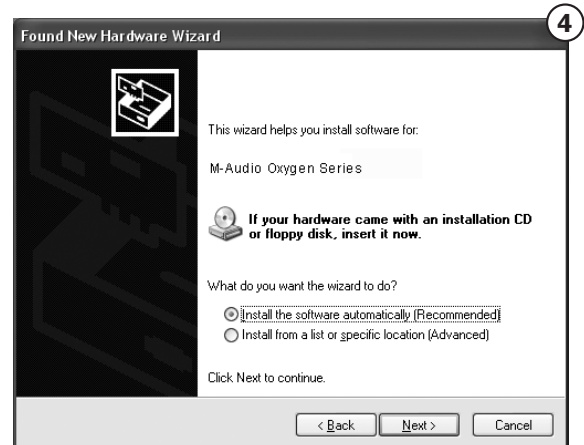 4
Found New Hardware Wizard
This wizard helps you install software for:
M-Audio Oxygen Series
If your hardware came with an installation CD
or floppy disk, insert it now.
What do you want the wizard to do?
Install the software automatically (Recommended)
Install from a list or specific location (Advanced)
Click Next to continue.
< Back
Next >
Cancel